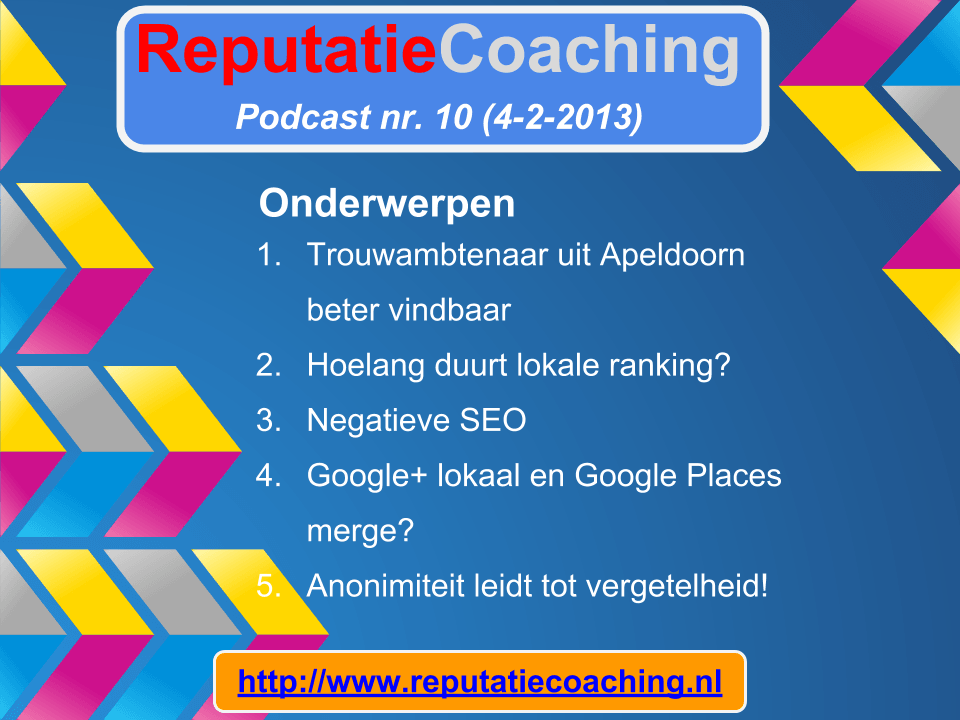 ReputatieCoaching
Podcast nr. 10 (4-2-2013)
Onderwerpen
1. Trouwambtenaar uit Apeldoorn
beter vindbaar
2. Hoelang duurt lokale ranking?
3. Negatieve SEO
4. Google+ lokaal en Google Places
merge?
5. Anonimiteit leidt tot vergetelheid!
http://www.reputatiecoaching.nl